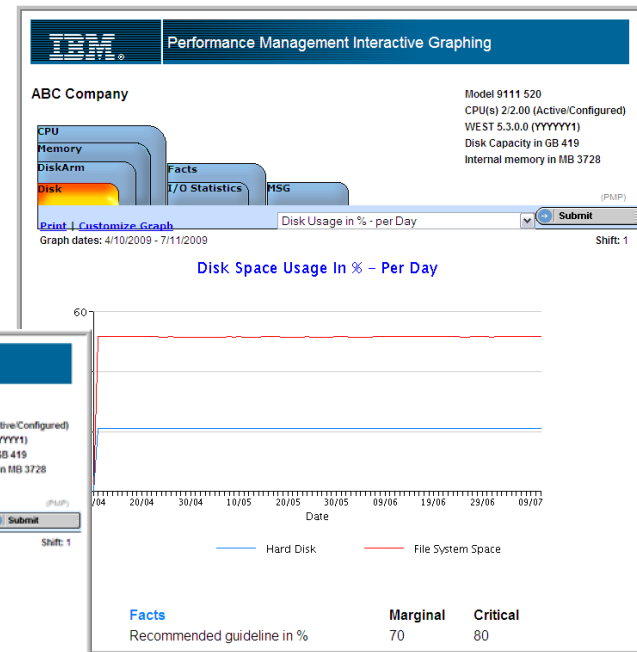 IBM®
Performance Management Interactive Graphing
ABC Company
Model 9111 520
CPU(s) 2/2.00 (Active/Configured)
WEST 5.3.0.0 (YYYYYY1)
Disk Capacity in GB 419
Internal memory in MB 3728
CPU
Memory
DiskArm
Disk
Facts
I/O Statistics
MSG
(PMP)
Print | Customize Graph
Disk Usage in % - per Day
Submit
Graph dates: 4/10/2009 - 7/11/2009
Shift: 1
Disk Space Usage In % – Per Day
60
/04 20/04 30/04 10/05 20/05 30/05 09/06 19/06 29/06 09/07
Date
Hard Disk
File System Space
Facts Marginal Critical
Recommended guideline in % 70 80
tive/Configured)
YYYY1)
GB 419
n MB 3728
(PMP)
Submit
Shift: 1